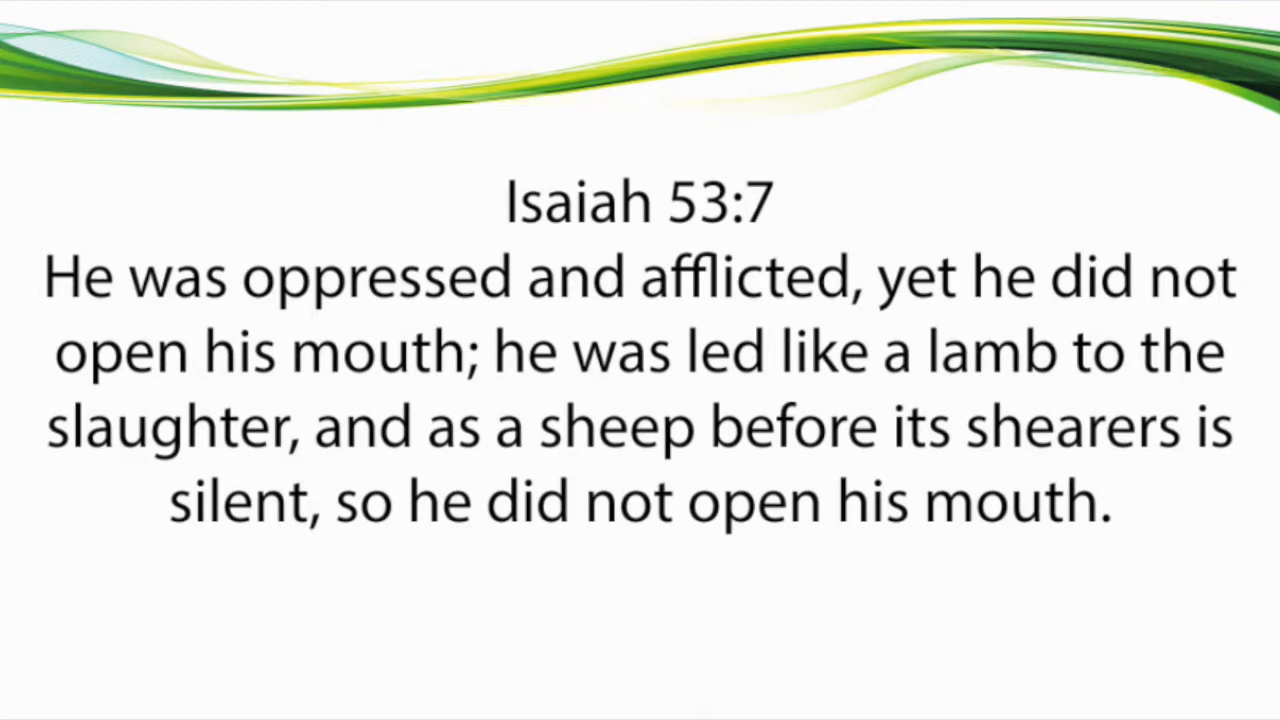 Isaiah 53:7
He was oppressed and afflicted, yet he did not
open his mouth; he was led like a lamb to the
slaughter, and as a sheep before its shearers is
silent, so he did not open his mouth.